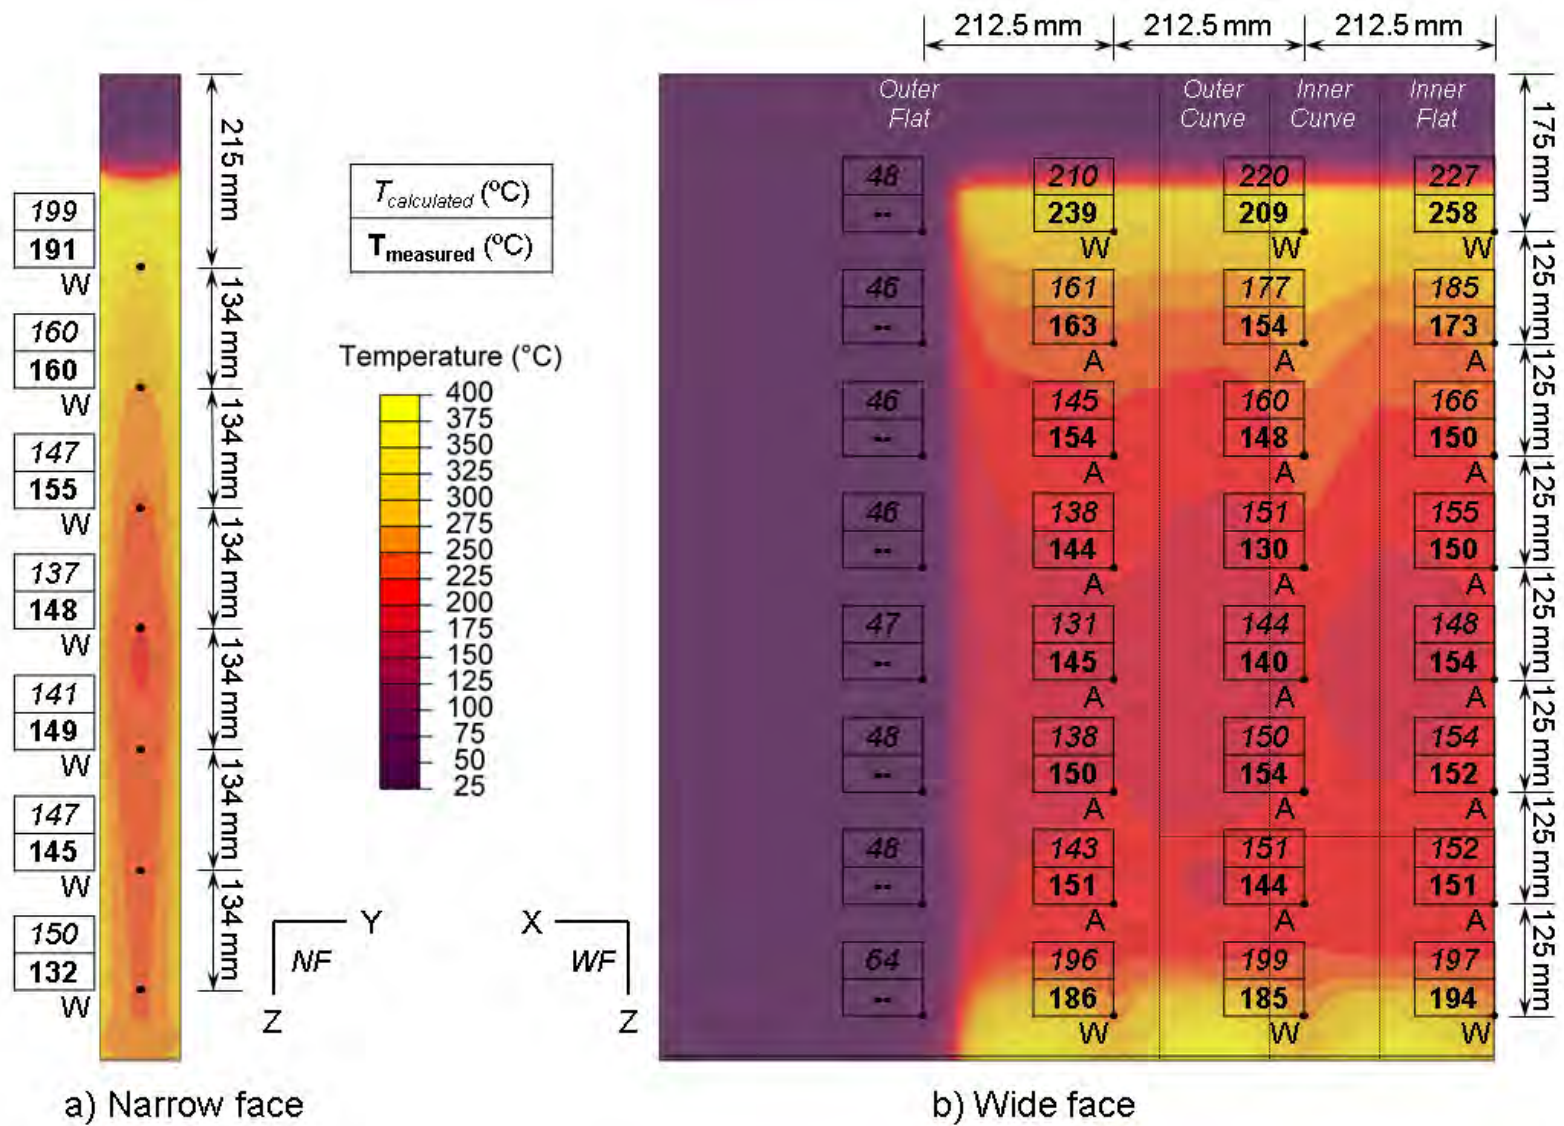 212.5 mm 212.5 mm 212.5 mm
Outer
Flat
Outer
Curve
Inner
Curve
Inner
Flat
215 mm
134 mm
134 mm
134 mm
134 mm
134 mm
134 mm
199
191
W
160
160
W
147
155
W
137
148
W
141
149
W
147
145
W
150
132
W
Tcalculated (ºC)
Tmeasured (ºC)
Temperature (°C)
400
375
350
325
300
275
250
225
200
175
150
125
100
75
50
25
Y
NF
Z
X
WF
Z
48 210 220 227
-- 239 209 258
W W W
46 161 177 185
-- 163 154 173
A A A
46 145 160 166
-- 154 148 150
A A A
46 138 151 155
-- 144 130 150
A A A
47 131 144 148
-- 145 140 154
A A A
48 138 150 154
-- 150 154 152
A A A
48 143 151 152
-- 151 144 151
A A A
64 196 199 197
-- 186 185 194
W W W
175 mm
125 mm
125 mm
125 mm
125 mm
125 mm
125 mm
125 mm
a) Narrow face
b) Wide face